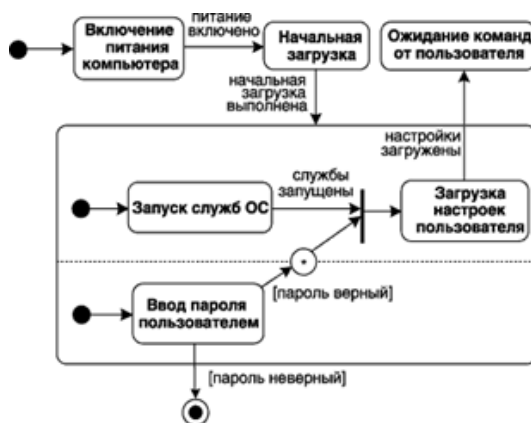 Включение
питания
компьютера
питание
включено
Начальная
загрузка
Ожидание команд
от пользователя
начальная
загрузка
выполнена
настройки
загружены
Запуск служб ОС
службы
запущены
Загрузка
настроек
пользователя
Ввод пароля
пользователем
[пароль верный]
[пароль неверный]